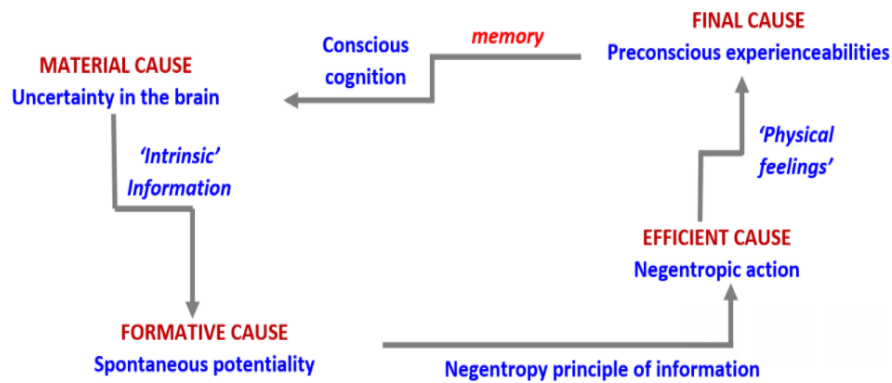 FINAL CAUSE
Preconscious experienceabilities
memory
Conscious
cognition
MATERIAL CAUSE
Uncertainty in the brain
‘Intrinsic’
Information
‘Physical
feelings’
EFFICIENT CAUSE
Negentropic action
FORMATIVE CAUSE
Spontaneous potentiality
Negentropy principle of information